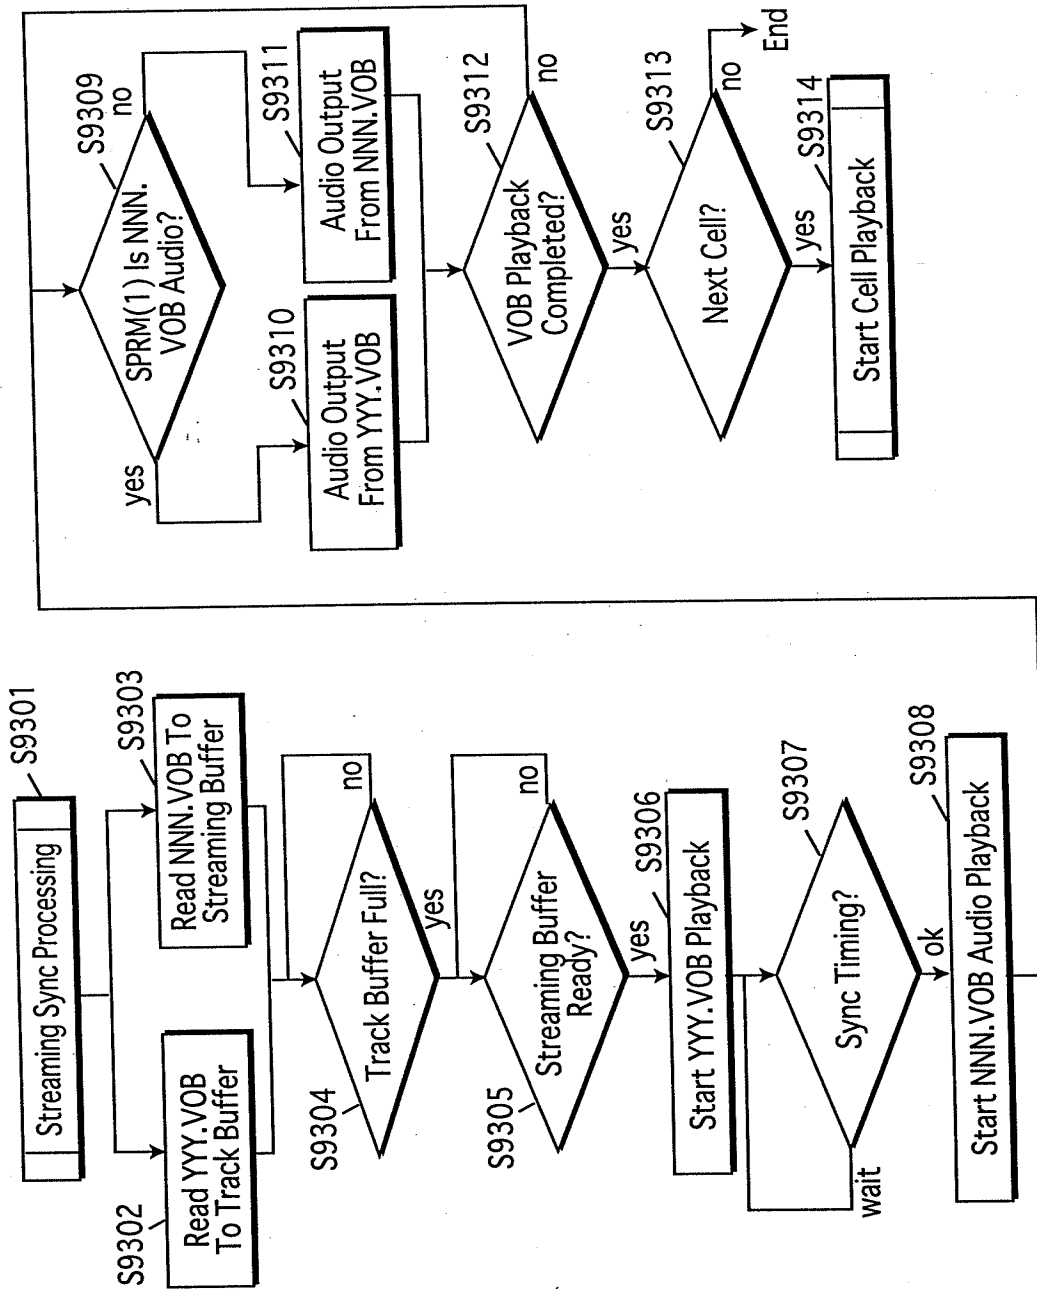 S9301
Streaming Sync Processing
S9302
Read YYY.VOB
To Track Buffer
S9303
Read NNN.VOB To
Streaming Buffer
S9304
Track Buffer Full?
no
yes
S9305
Streaming Buffer
Ready?
no
yes
S9306
Start YYY.VOB Playback
S9307
Sync Timing?
wait
ok
S9308
Start NNN.VOB Audio Playback
S9309
SPRM(1) Is NNN.
VOB Audio?
yes
no
S9310
Audio Output
From YYY.VOB
S9311
Audio Output
From NNN.VOB
S9312
VOB Playback
Completed?
no
yes
S9313
Next Cell?
no
End
yes
S9314
Start Cell Playback